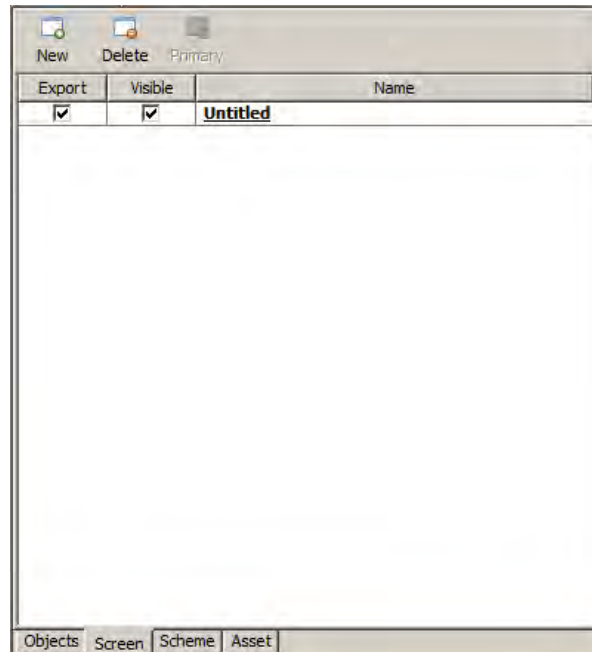 New Delete Primary
Export Visible Name
Untitled
Objects Screen Scheme Asset